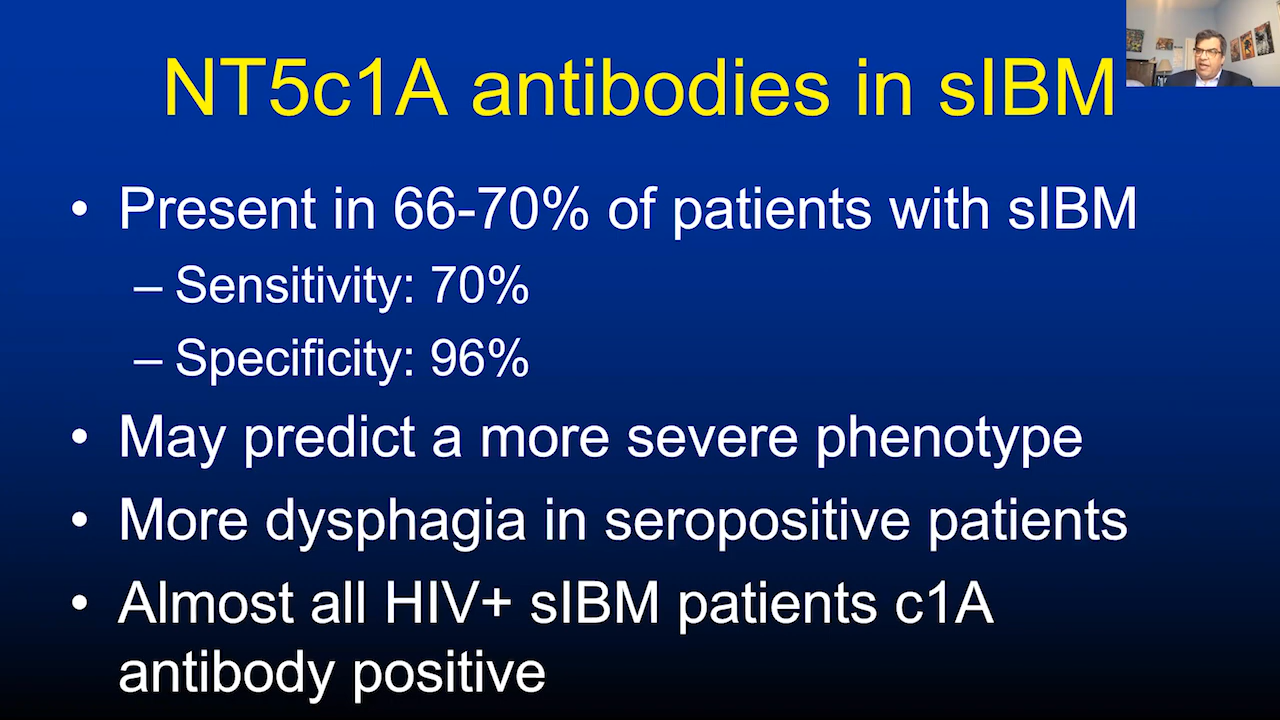 NT5c1A antibodies in sIBM
• Present in 66-70% of patients with sIBM
– Sensitivity: 70%
– Specificity: 96%
• May predict a more severe phenotype
• More dysphagia in seropositive patients
• Almost all HIV+ sIBM patients c1A
antibody positive